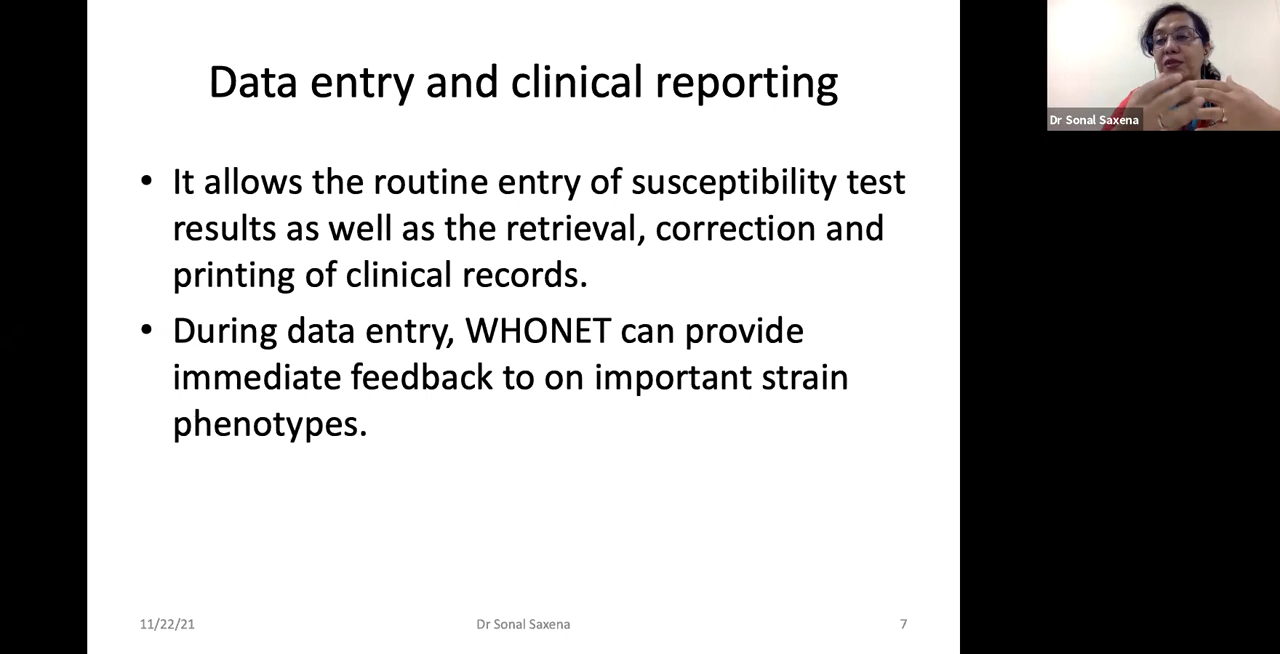 Data entry and clinical reporting
• It allows the routine entry of susceptibility test
results as well as the retrieval, correction and
printing of clinical records.
• During data entry, WHONET can provide
immediate feedback to on important strain
phenotypes.
11/22/21
Dr Sonal Saxena
7
Dr Sonal Saxena